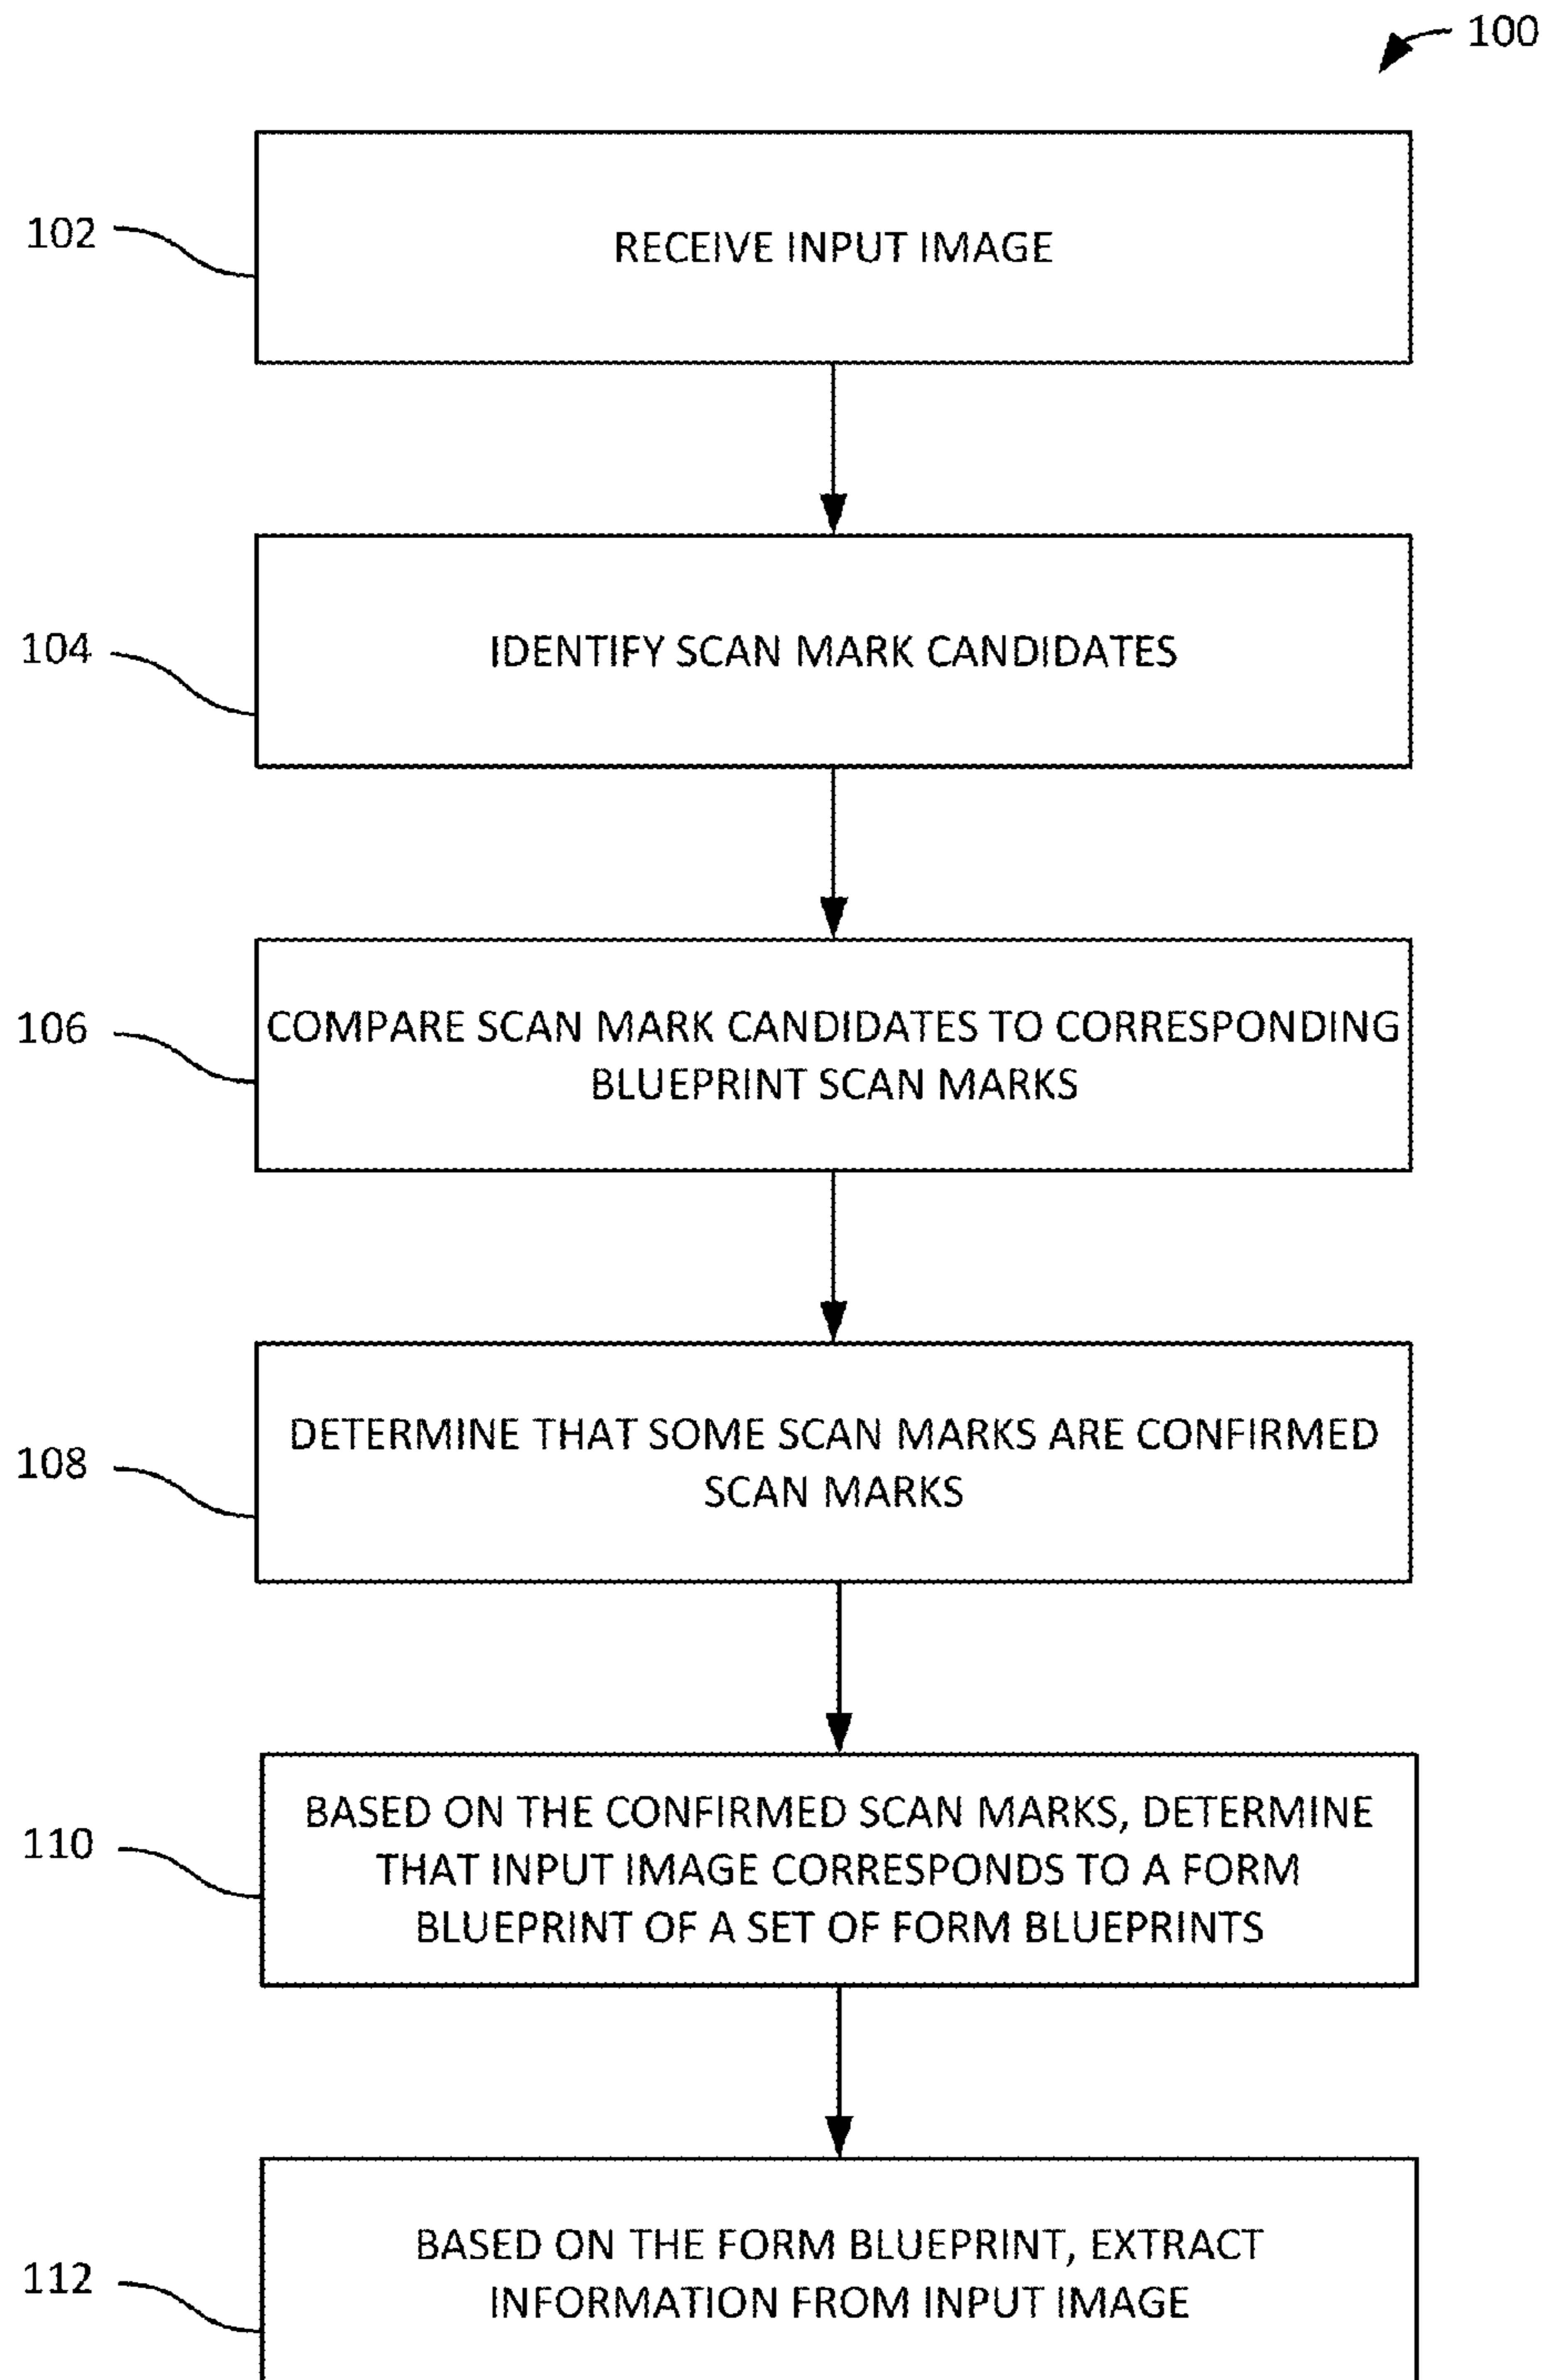 100
102
RECEIVE INPUT IMAGE
104
IDENTIFY SCAN MARK CANDIDATES
106
COMPARE SCAN MARK CANDIDATES TO CORRESPONDING
BLUEPRINT SCAN MARKS
108
DETERMINE THAT SOME SCAN MARKS ARE CONFIRMED
SCAN MARKS
110
BASED ON THE CONFIRMED SCAN MARKS, DETERMINE
THAT INPUT IMAGE CORRESPONDS TO A FORM
BLUEPRINT OF A SET OF FORM BLUEPRINTS
112
BASED ON THE FORM BLUEPRINT, EXTRACT
INFORMATION FROM INPUT IMAGE